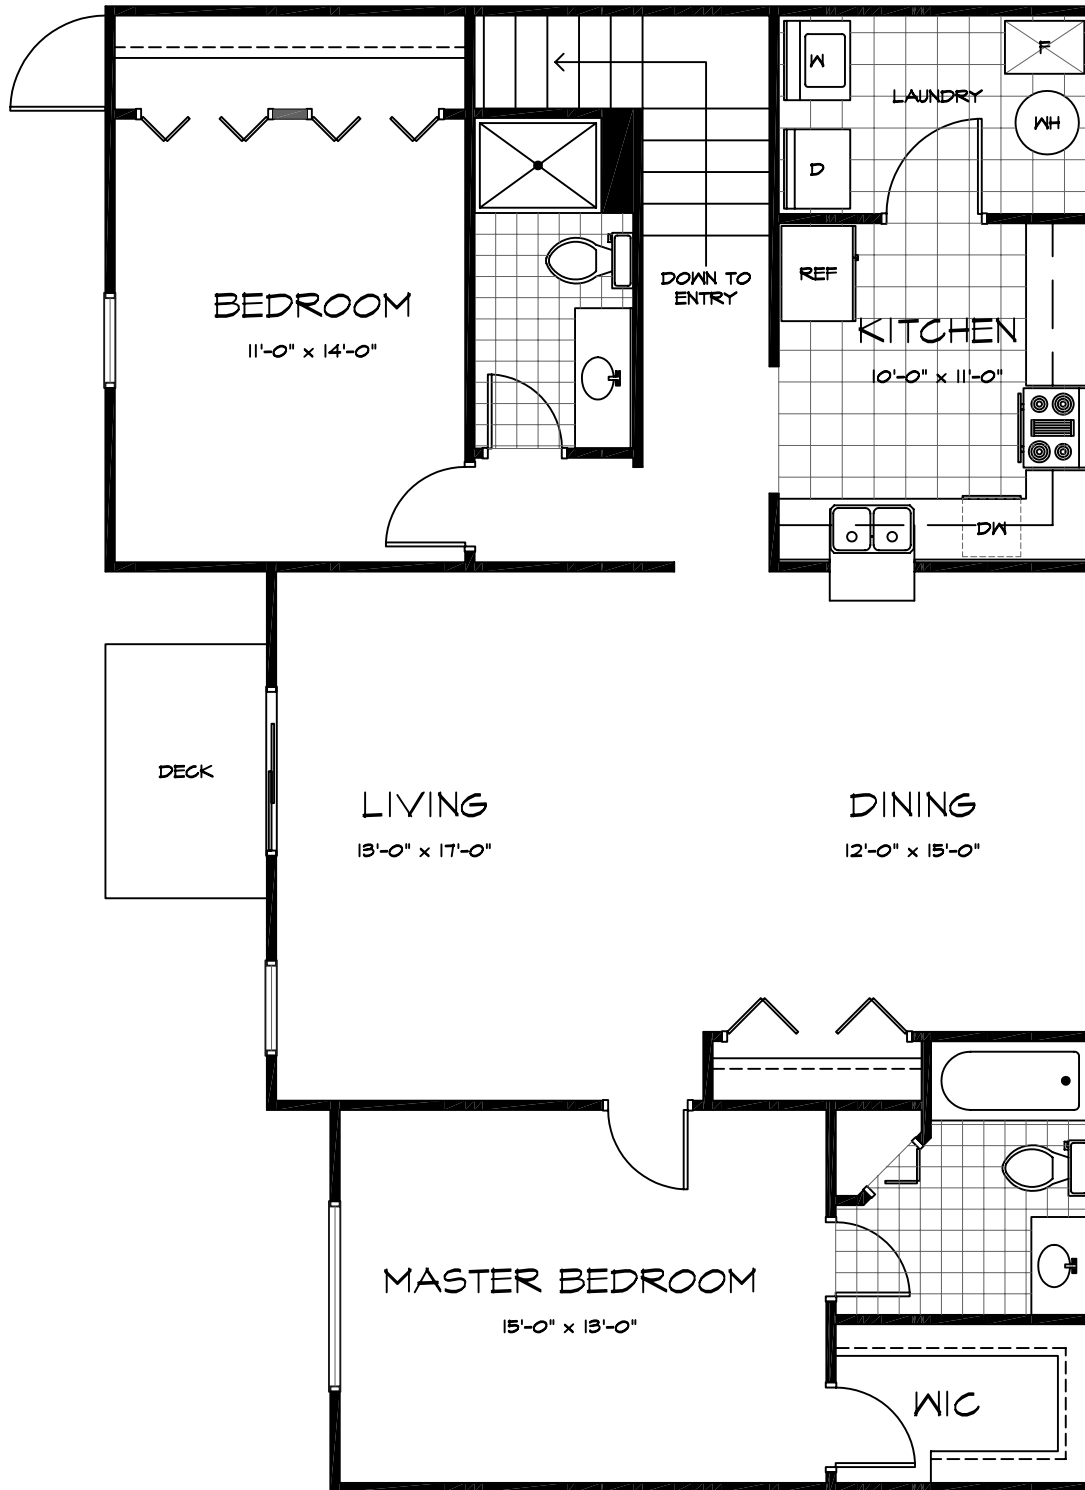 W
F
LAUNDRY
WH
D
REF
DOWN TO
ENTRY
BEDROOM
11'-0" x 14'-0"
KITCHEN
10'-0" x 11'-0"
DW
DECK
LIVING
13'-0" x 17'-0"
DINING
12'-0" x 15'-0"
MASTER BEDROOM
15'-0" x 13'-0"
WIC